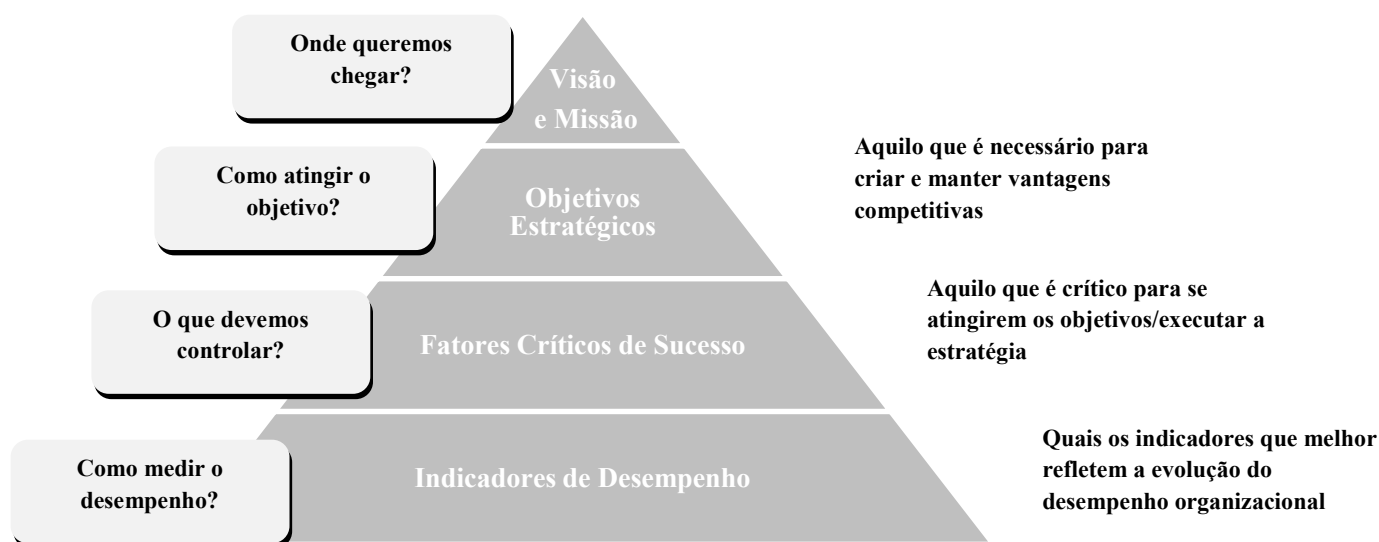 Onde queremos
chegar?
Visão
e Missão
Como atingir o
objetivo?
Objetivos
Estratégicos
Aquilo que é necessário para
criar e manter vantagens
competitivas
O que devemos
controlar?
Fatores Críticos de Sucesso
Aquilo que é crítico para se
atingirem os objetivos/executar a
estratégia
Como medir o
desempenho?
Indicadores de Desempenho
Quais os indicadores que melhor
refletem a evolução do
desempenho organizacional